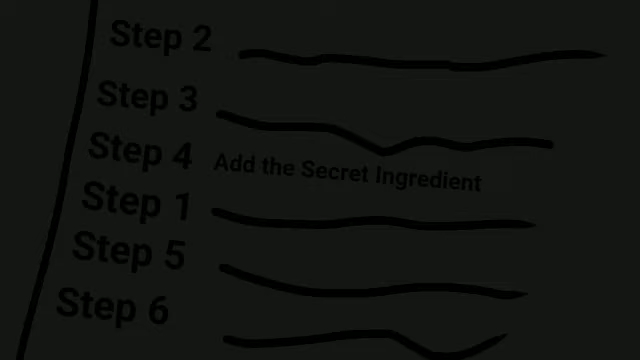 Step 2
Step 3
Step 4 Add the Secret Ingredient
Step 1
Step 5
Step 6